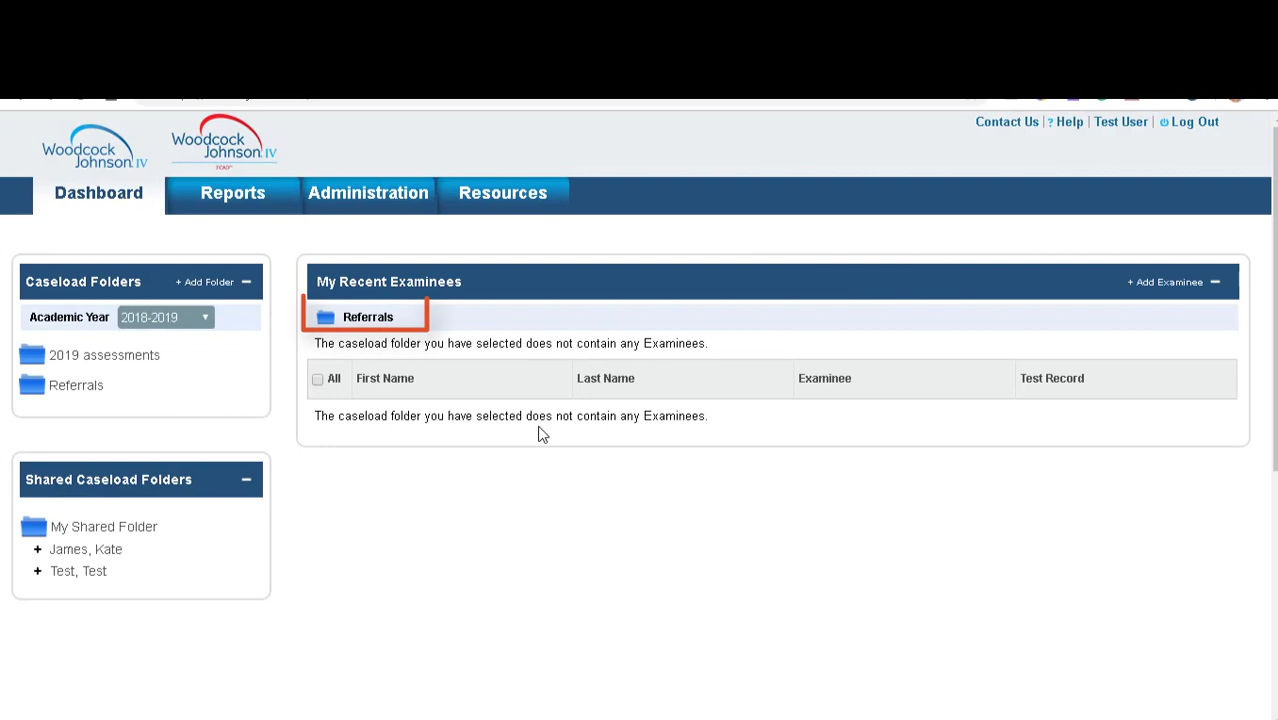 Woodcock
Johnson IV
Woodcock
Johnson IV
Contact Us | ? Help | Test User | Log Out
Dashboard
Reports
Administration
Resources
Caseload Folders
+ Add Folder
Academic Year
2018-2019
2019 assessments
Referrals
My Recent Examinees
+ Add Examinee
Referrals
The caseload folder you have selected does not contain any Examinees.
All
First Name
Last Name
Examinee
Test Record
The caseload folder you have selected does not contain any Examinees.
Shared Caseload Folders
My Shared Folder
+ James, Kate
+ Test, Test